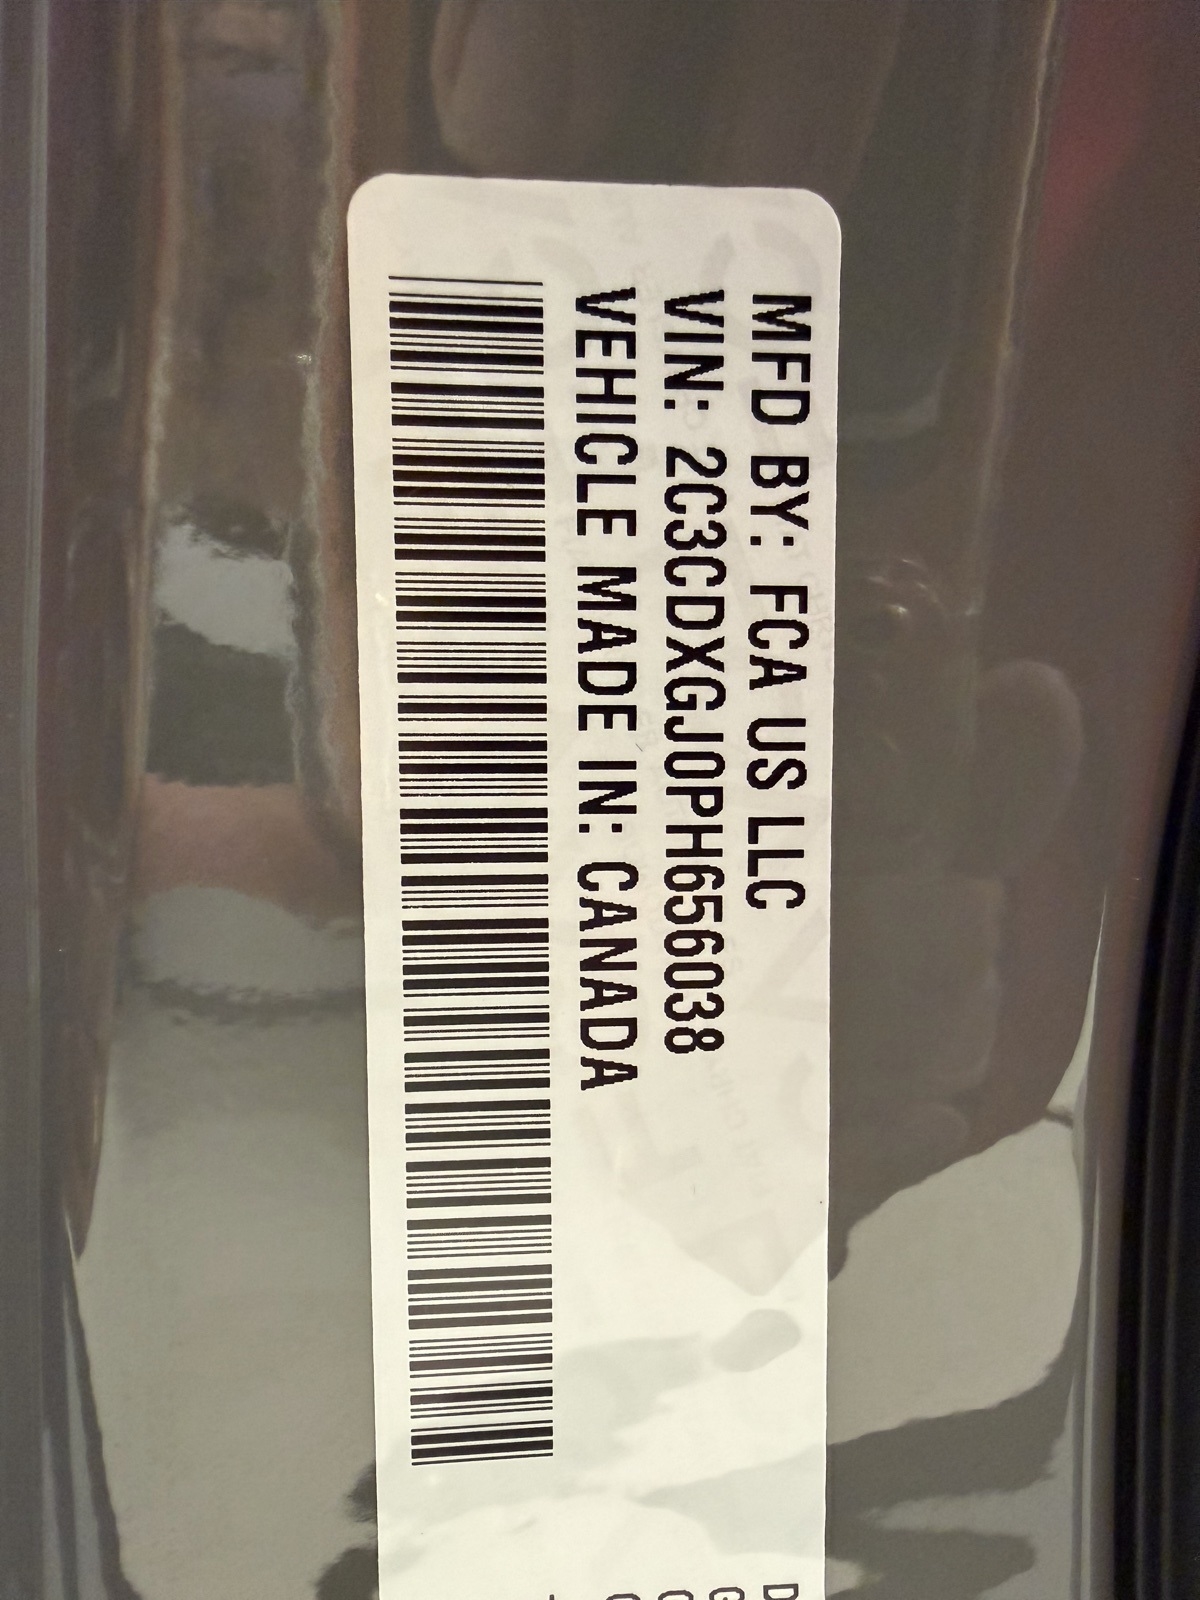 MFD BY: FCA US LLC
VIN: 2C3CDXGJ0PH656038
VEHICLE MADE IN: CANADA